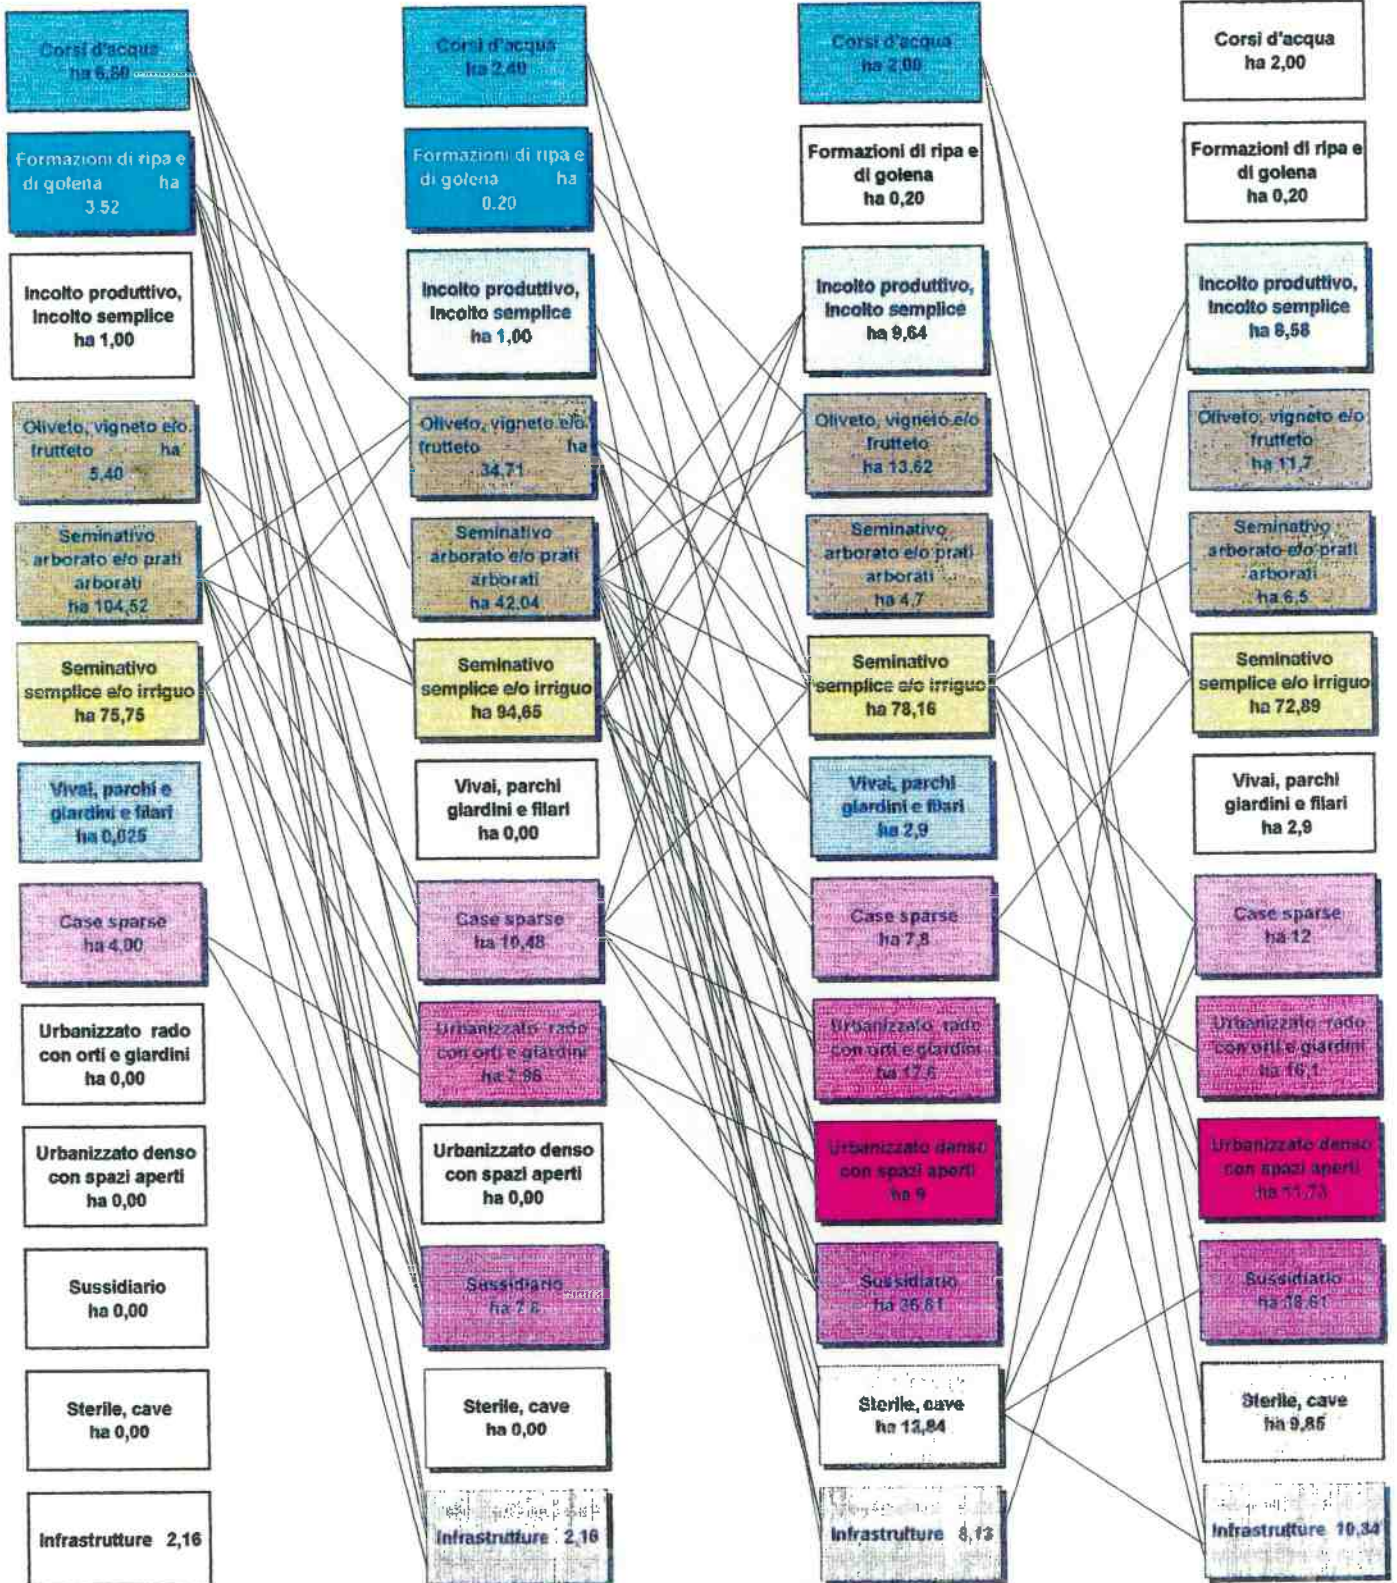 Corsi d'acqua
ha 6,80
Formazioni di ripa e
di golena ha
3.52
Incolto produttivo,
Incolto semplice
ha 1,00
Oliveto, vigneto e/o
frutteto ha
5,40
Seminativo
arborato e/o prati
arborati
ha 104,52
Seminativo
semplice e/o irriguo
ha 75,75
Vivai, parchi e
giardini e filari
ha 0,025
Case sparse
ha 4,00
Urbanizzato rado
con orti e giardini
ha 0,00
Urbanizzato denso
con spazi aperti
ha 0,00
Sussidiario
ha 0,00
Sterile, cave
ha 0,00
Infrastrutture 2,16
Corsi d'acqua
ha 2,40
Formazioni di ripa e
di golena ha
0.20
Incolto produttivo,
Incolto semplice
ha 1,00
Oliveto, vigneto e/o
frutteto ha
34,71
Seminativo
arborato e/o prati
arborati
ha 42,04
Seminativo
semplice e/o irriguo
ha 94,65
Vivai, parchi
giardini e filari
ha 0,00
Case sparse
ha 10,48
Urbanizzato rado
con orti e giardini
ha 7,96
Urbanizzato denso
con spazi aperti
ha 0,00
Sussidiario
ha 7,8
Sterile, cave
ha 0,00
Infrastrutture 2,16
Corsi d'acqua
ha 2,00
Formazioni di ripa e
di golena
ha 0,20
Incolto produttivo,
Incolto semplice
ha 9,64
Oliveto, vigneto e/o
frutteto
ha 13,62
Seminativo
arborato e/o prati
arborati
ha 4,7
Seminativo
semplice e/o irriguo
ha 78,16
Vivai, parchi
giardini e filari
ha 2,9
Case sparse
ha 7,8
Urbanizzato rado
con orti e giardini
ha 17,6
Urbanizzato denso
con spazi aperti
ha 9
Sussidiario
ha 36,81
Sterile, cave
ha 13,84
Infrastrutture 8,13
Corsi d'acqua
ha 2,00
Formazioni di ripa e
di golena
ha 0,20
Incolto produttivo,
Incolto semplice
ha 8,58
Oliveto, vigneto e/o
frutteto
ha 11,7
Seminativo
arborato e/o prati
arborati
ha 6,5
Seminativo
semplice e/o irriguo
ha 72,89
Vivai, parchi
giardini e filari
ha 2,9
Case sparse
ha 12
Urbanizzato rado
con orti e giardini
ha 16,1
Urbanizzato denso
con spazi aperti
ha 11,73
Sussidiario
ha 38,61
Sterile, cave
ha 9,85
Infrastrutture 10,34